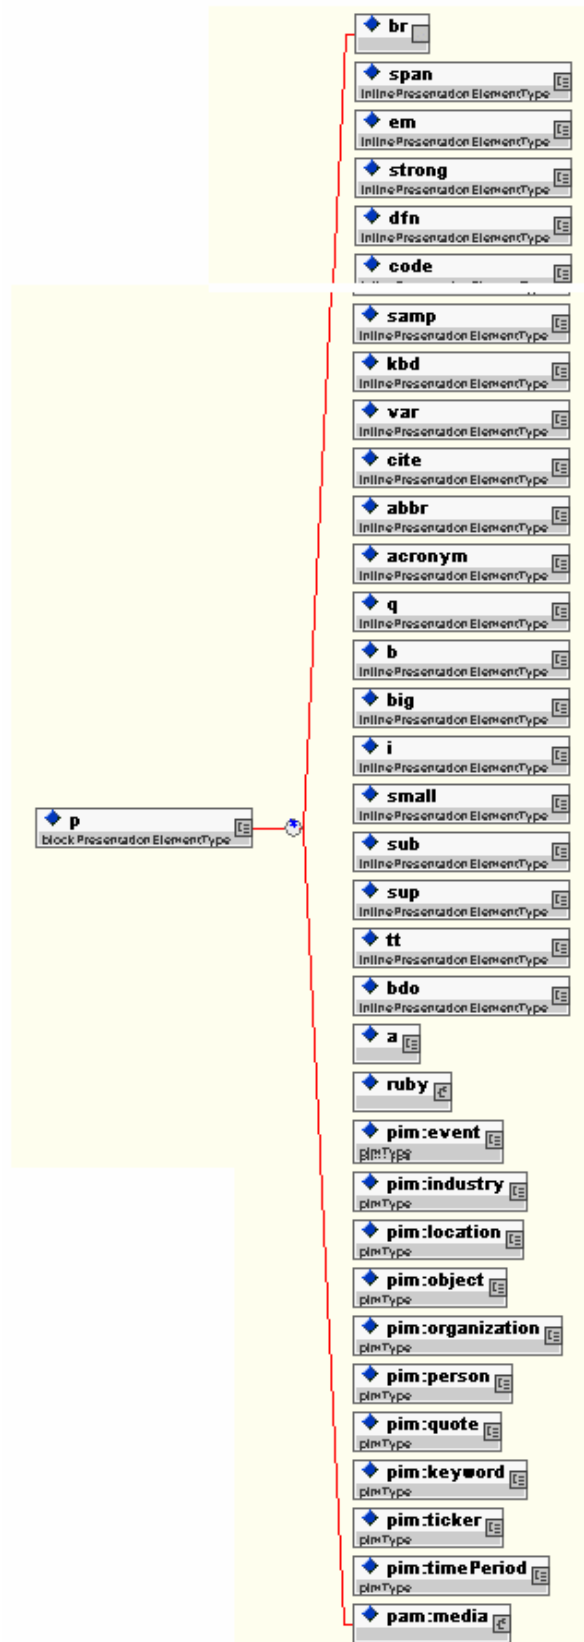 br
span
InlinePresentationElementType
em
InlinePresentationElementType
strong
InlinePresentationElementType
dfn
InlinePresentationElementType
code
samp
InlinePresentationElementType
kbd
InlinePresentationElementType
var
InlinePresentationElementType
cite
InlinePresentationElementType
abbr
InlinePresentationElementType
acronym
InlinePresentationElementType
q
InlinePresentationElementType
b
InlinePresentationElementType
big
InlinePresentationElementType
i
InlinePresentationElementType
small
InlinePresentationElementType
p
blockPresentationElementType
sub
InlinePresentationElementType
sup
InlinePresentationElementType
tt
InlinePresentationElementType
bdo
InlinePresentationElementType
a
ruby
pim:event
pimType
pim:industry
pimType
pim:location
pimType
pim:object
pimType
pim:organization
pimType
pim:person
pimType
pim:quote
pimType
pim:keyword
pimType
pim:ticker
pimType
pim:timePeriod
pimType
pam:media